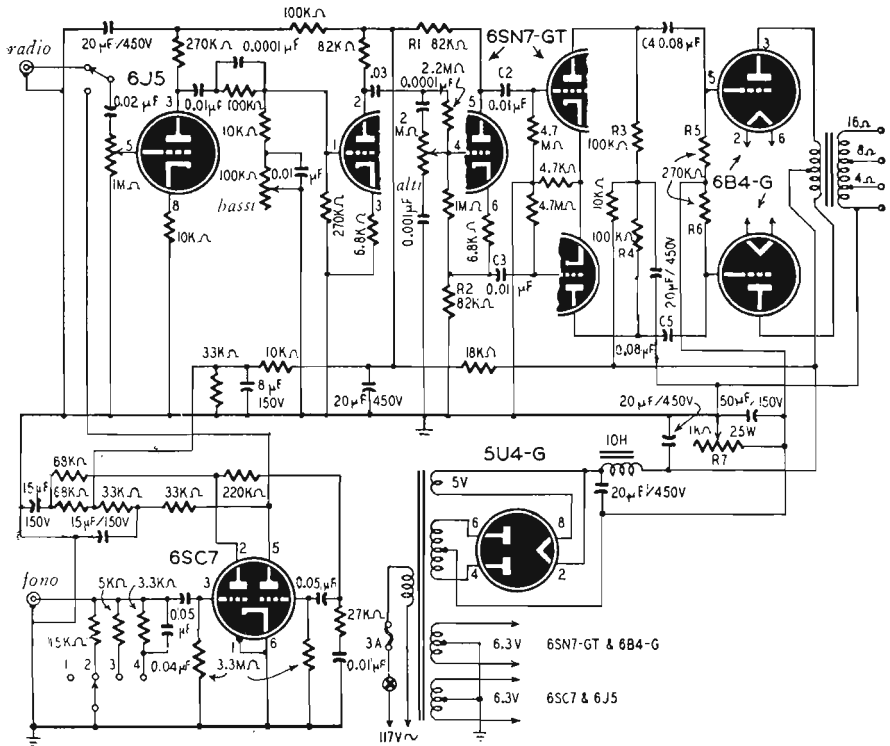 radio
20µF/450V
270KΩ
0.0001µF
100KΩ
82KΩ
R1 82KΩ
6SN7-GT
C4 0.08µF
6J5
0.02µF
3
0.01µF
100KΩ
2
.03
0.0001µF
2.2MΩ
5
C2
0.01µF
5
3
2
6
16Ω
8Ω
4Ω
5
1MΩ
8
10KΩ
100KΩ
bassi
0.01
µF
10KΩ
1
270KΩ
3
6.8KΩ
2
MΩ
alti
0.001µF
4
1MΩ
6
6.8KΩ
C3
0.01µF
R2
82KΩ
4.7
MΩ
4.7KΩ
4.7MΩ
R3
100KΩ
10KΩ
100KΩ
R4
20µF/450V
R5
270KΩ
R6
6B4-G
C5
0.08µF
33KΩ
10KΩ
8µF
150V
20µF
450V
18KΩ
20µF/450V
50µF/150V
1KΩ
25W
R7
68KΩ
15µF
150V
68KΩ
33KΩ
33KΩ
220KΩ
15µF/150V
5U4-G
5V
10H
20µF/450V
6
4
8
2
6SC7
2
5
3
1
6
fono
5KΩ
3.3KΩ
0.05
µF
0.04µF
3.3MΩ
0.05µF
27KΩ
0.01µF
1
2
3
4
3A
117V~
6.3V 6SN7-GT & 6B4-G
6.3V 6SC7 & 6J5